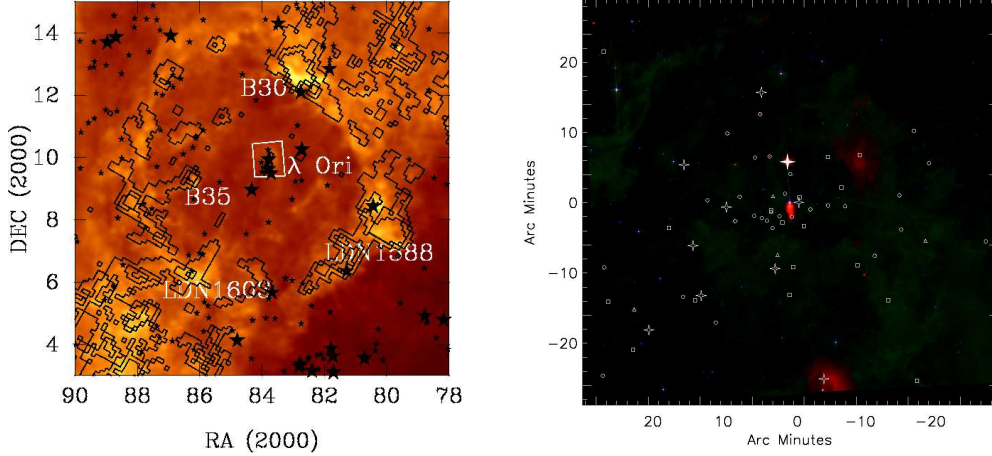 14
12
10
8
6
4
DEC (2000)
B30
λ Ori
B35
LDN1588
LDN1603
90
88
86
84
82
80
78
RA (2000)
20
10
0
−10
−20
Arc Minutes
20
10
0
−10
−20
Arc Minutes